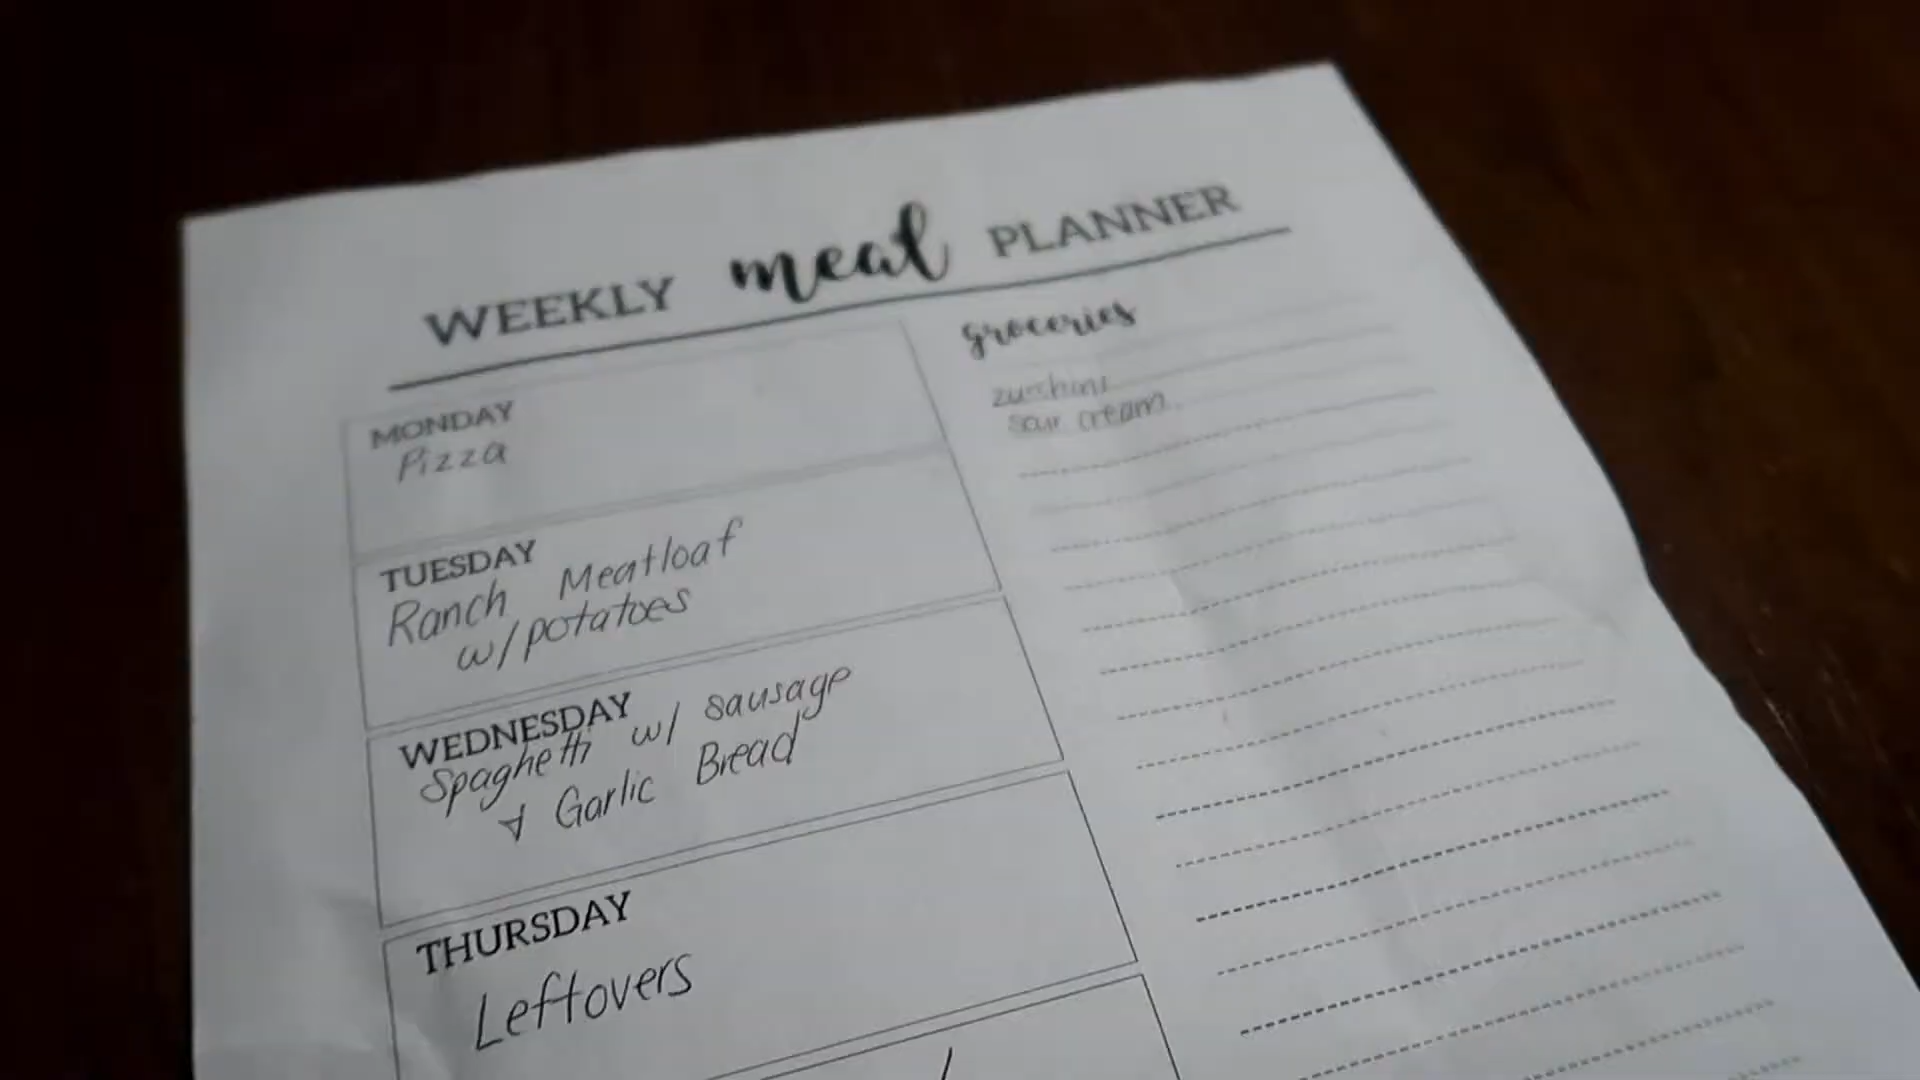 WEEKLY meal PLANNER
MONDAY
Pizza
TUESDAY
Ranch Meatloaf
w/potatoes
WEDNESDAY
Spaghetti w/ sausage
& Garlic Bread
THURSDAY
Leftovers
groceries
zucchini
sour cream